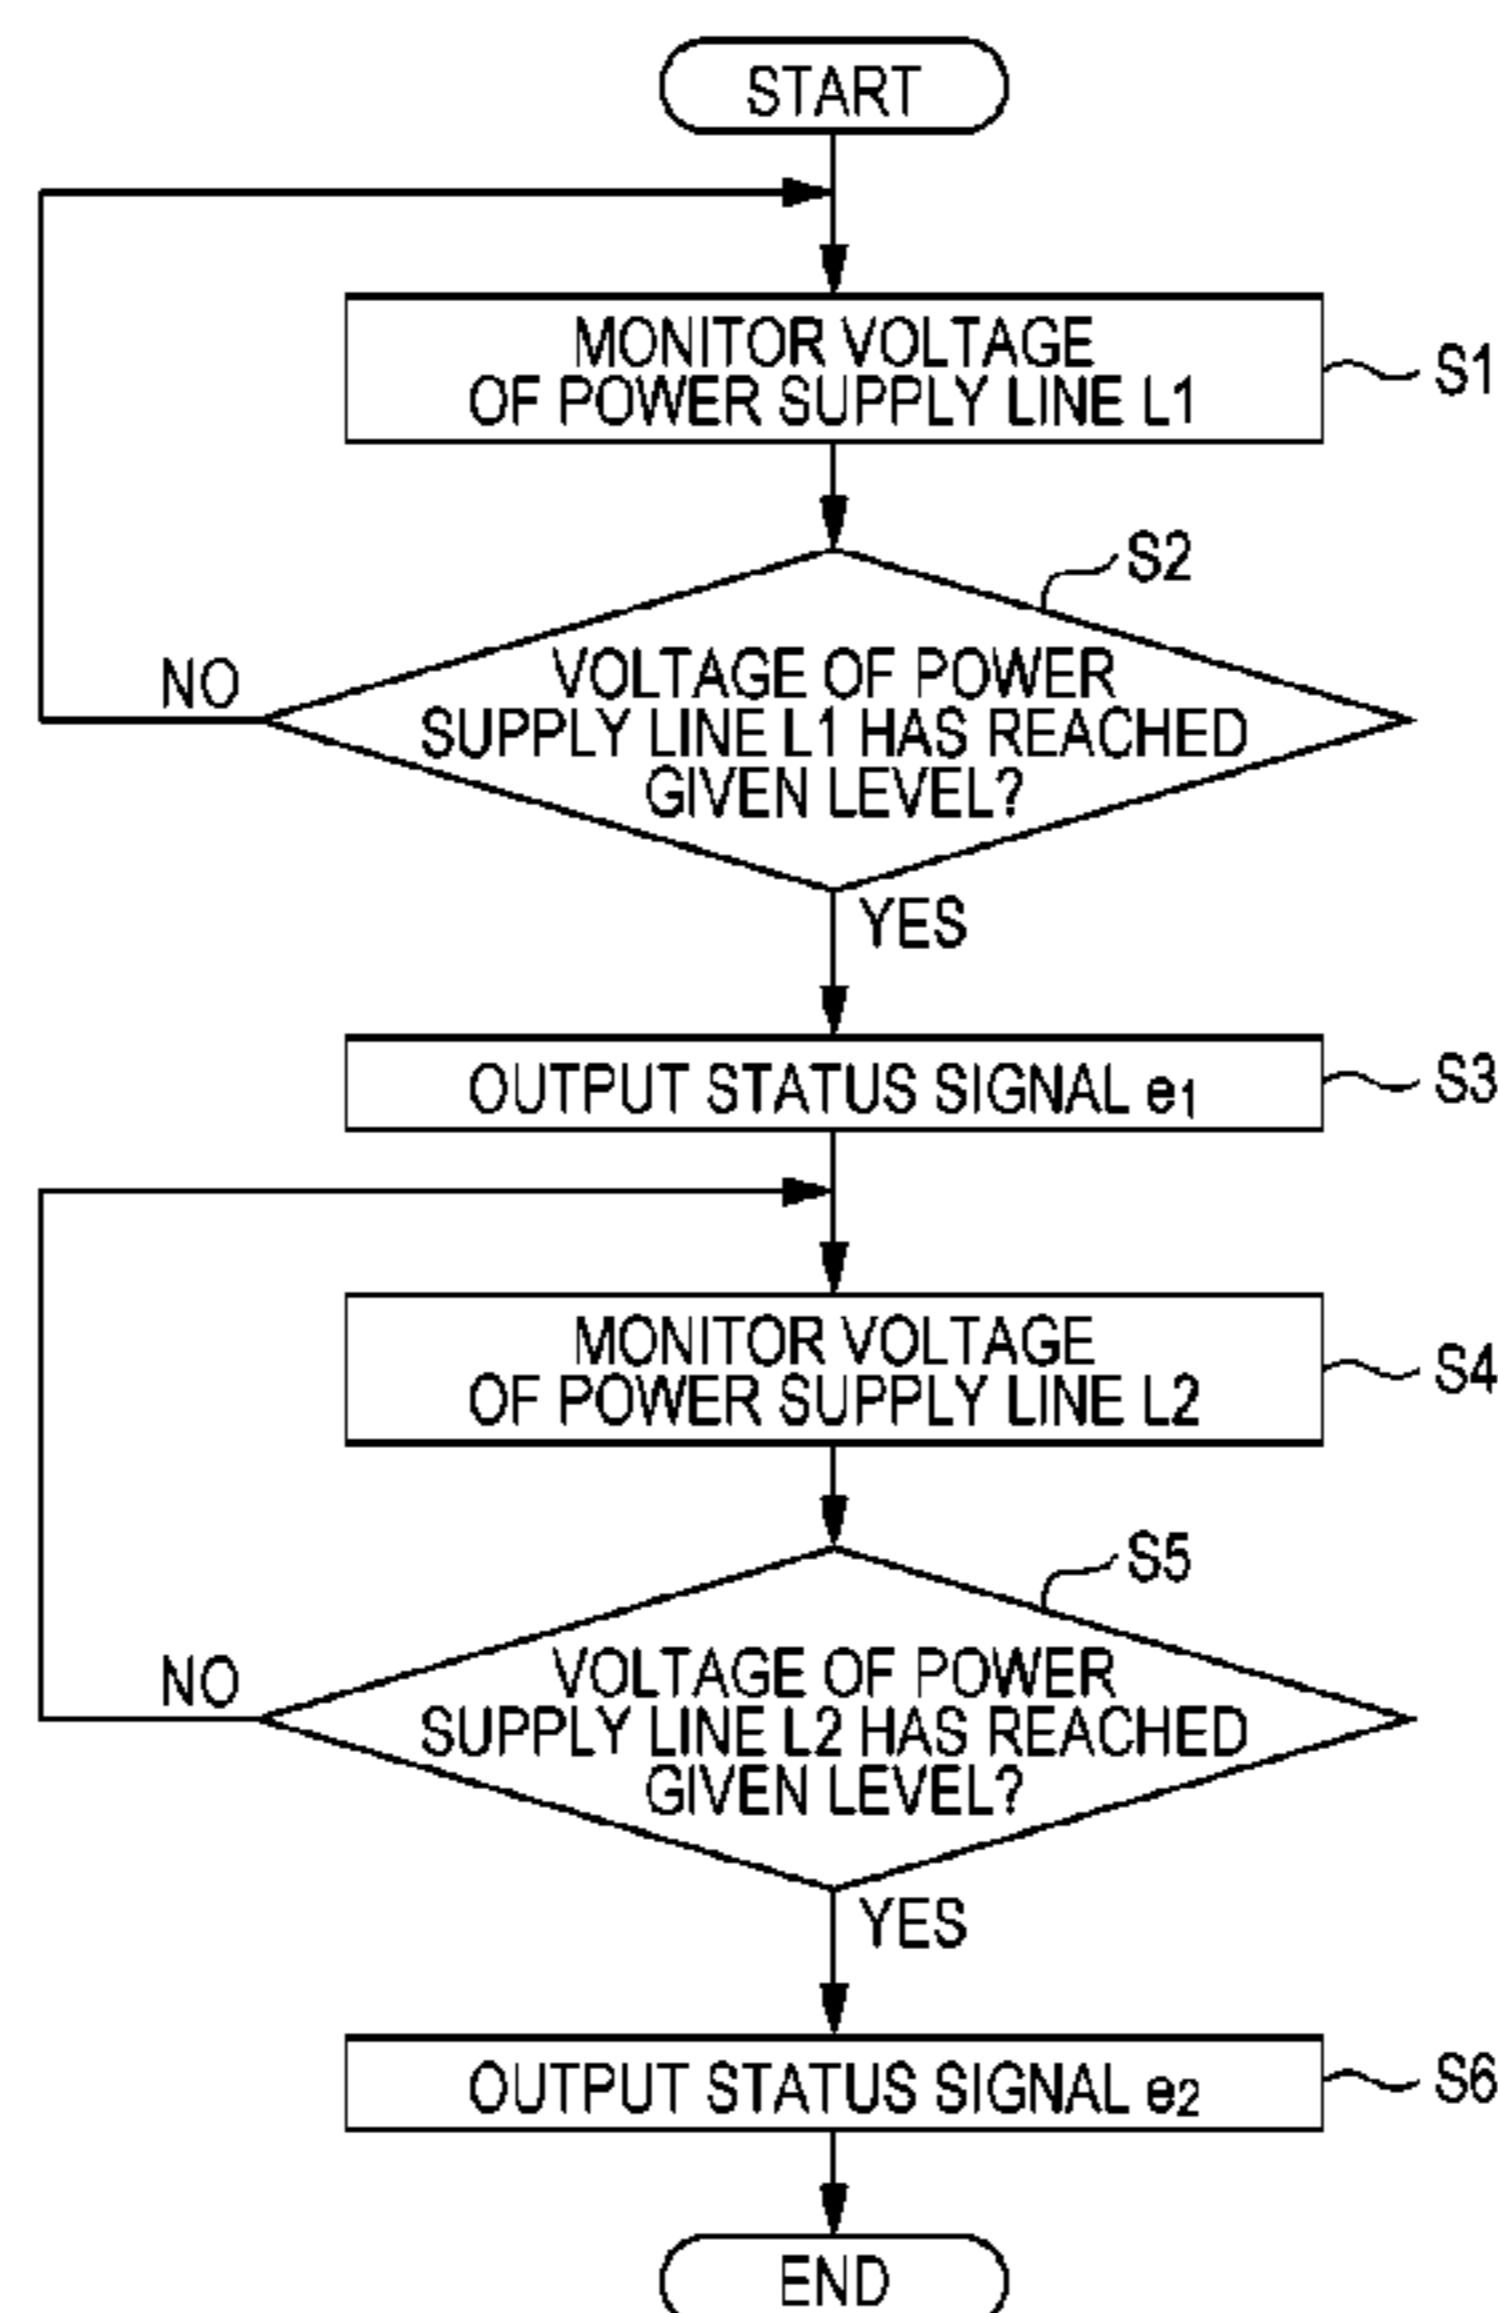 START
MONITOR VOLTAGE
OF POWER SUPPLY LINE L1
S1
S2
VOLTAGE OF POWER
SUPPLY LINE L1 HAS REACHED
GIVEN LEVEL?
NO
YES
OUTPUT STATUS SIGNAL e1
S3
MONITOR VOLTAGE
OF POWER SUPPLY LINE L2
S4
S5
VOLTAGE OF POWER
SUPPLY LINE L2 HAS REACHED
GIVEN LEVEL?
NO
YES
OUTPUT STATUS SIGNAL e2
S6
END